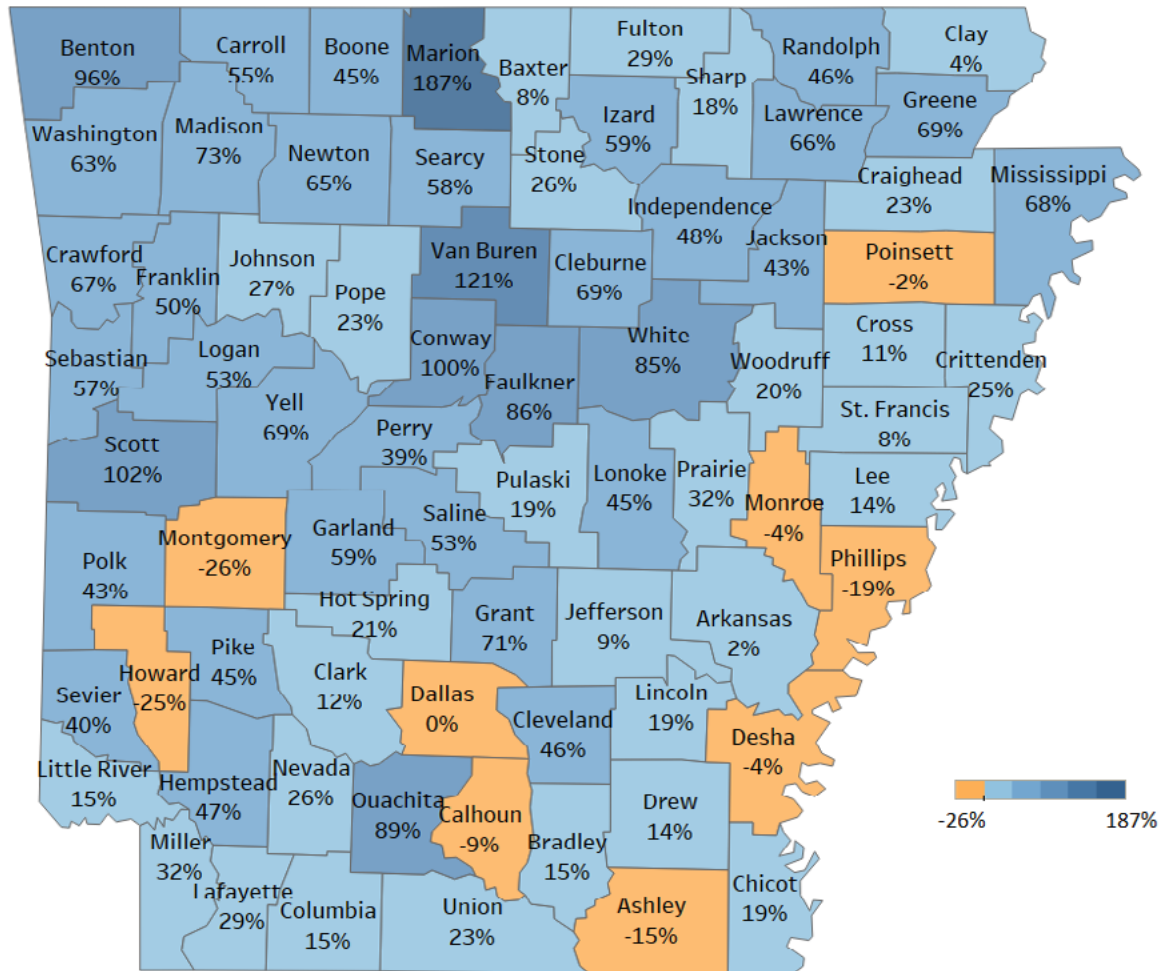 Benton
96%
Carroll
55%
Boone
45%
Marion
187%
Baxter
8%
Fulton
29%
Sharp
18%
Randolph
46%
Clay
4%
Washington
63%
Madison
73%
Newton
65%
Searcy
58%
Stone
26%
Izard
59%
Lawrence
66%
Greene
69%
Independence
48%
Jackson
43%
Craighead
23%
Mississippi
68%
Crawford
67%
Franklin
50%
Johnson
27%
Pope
23%
Van Buren
121%
Cleburne
69%
Poinsett
-2%
Sebastian
57%
Logan
53%
Conway
100%
Faulkner
86%
White
85%
Woodruff
20%
Cross
11%
Crittenden
25%
Scott
102%
Yell
69%
Perry
39%
St. Francis
8%
Pulaski
19%
Lonoke
45%
Prairie
32%
Monroe
-4%
Lee
14%
Polk
43%
Montgomery
-26%
Garland
59%
Saline
53%
Phillips
-19%
Hot Spring
21%
Grant
71%
Jefferson
9%
Arkansas
2%
Howard
-25%
Pike
45%
Clark
12%
Sevier
40%
Dallas
0%
Cleveland
46%
Lincoln
19%
Desha
-4%
Little River
15%
Hempstead
47%
Nevada
26%
Ouachita
89%
Calhoun
-9%
Drew
14%
Bradley
15%
Miller
32%
Lafayette
29%
Columbia
15%
Union
23%
Ashley
-15%
Chicot
19%
-26% 187%